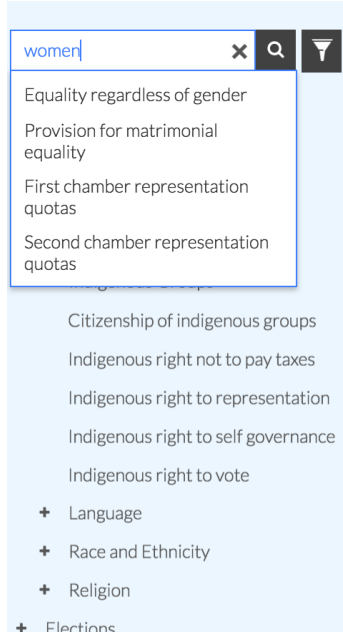 women
Equality regardless of gender
Provision for matrimonial
equality
First chamber representation
quotas
Second chamber representation
quotas
Indigenous Groups
Citizenship of indigenous groups
Indigenous right not to pay taxes
Indigenous right to representation
Indigenous right to self governance
Indigenous right to vote
+ Language
+ Race and Ethnicity
+ Religion
+ Elections